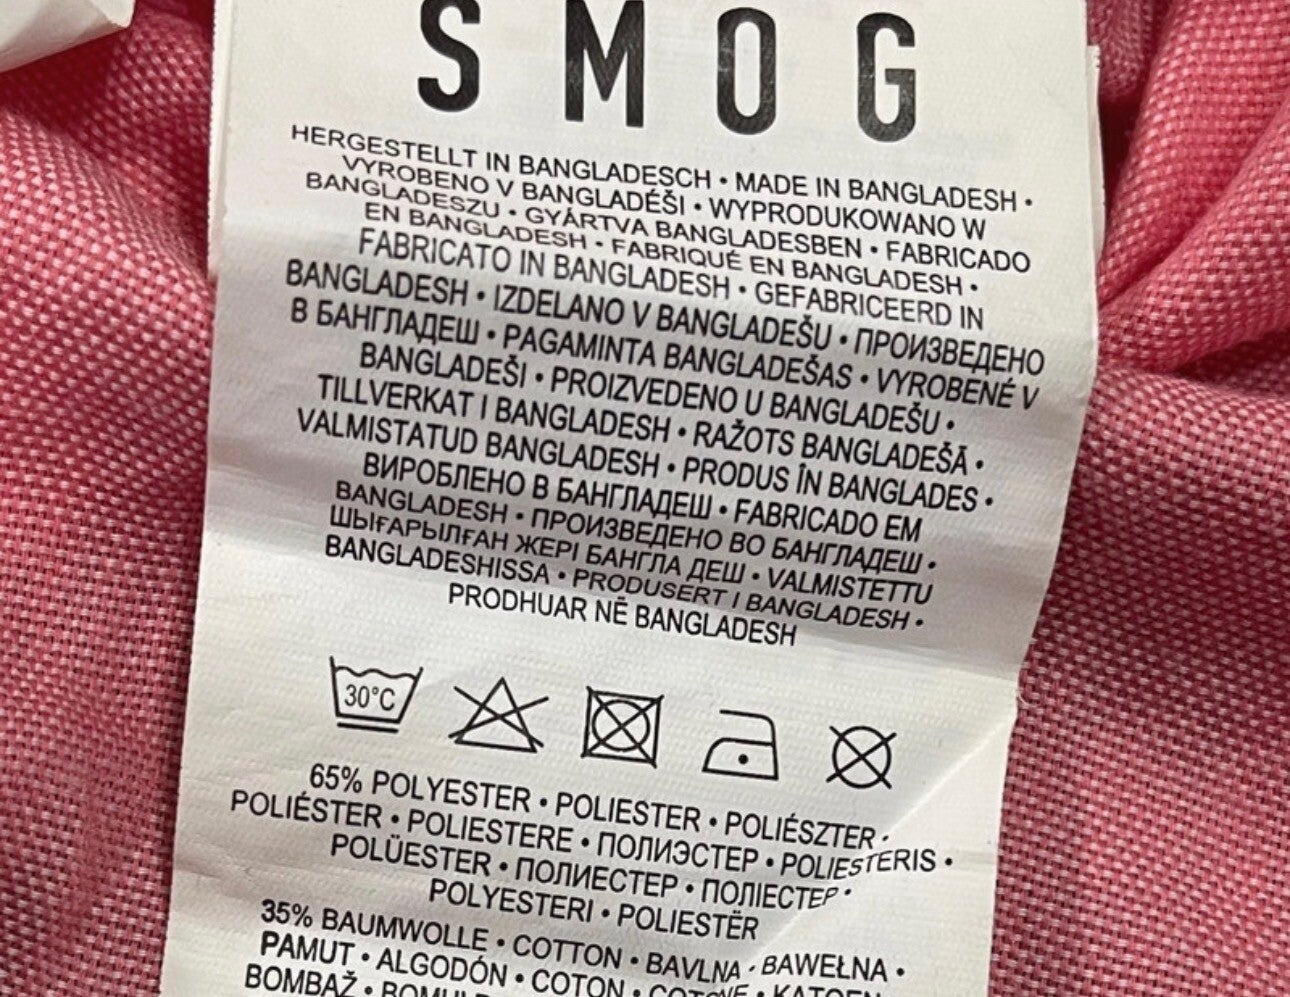 SMOG
HERGESTELLT IN BANGLADESCH • MADE IN BANGLADESH •
VYROBENO V BANGLADÉŠI • WYPRODUKOWANO W
BANGLADESZU • GYÁRTVA BANGLADESBEN • FABRICADO
EN BANGLADESH • FABRIQUÉ EN BANGLADESH •
FABRICATO IN BANGLADESH • GEFABRICEERD IN
BANGLADESH • IZDELANO V BANGLADEŠU • ПРОИЗВЕДЕНО
В БАНГЛАДЕШ • PAGAMINTA BANGLADEŠAS • VYROBENÉ V
BANGLADEŠI • PROIZVEDENO U BANGLADEŠU •
TILLVERKAT I BANGLADESH • RAŽOTS BANGLADEŠĀ •
VALMISTATUD BANGLADESH • PRODUS ÎN BANGLADES •
ВИРОБЛЕНО В БАНГЛАДЕШ • FABRICADO EM
BANGLADESH • ПРОИЗВЕДЕНО ВО БАНГЛАДЕШ •
ШЫҒАРЫЛҒАН ЖЕРІ БАНГЛА ДЕШ • VALMISTETTU
BANGLADESHISSA • PRODUSERT I BANGLADESH •
PRODHUAR NË BANGLADESH
30°C
65% POLYESTER • POLIESTER • POLIÉSZTER •
POLIÉSTER • POLIESTERE • ПОЛИЭСТЕР • POLIESTERIS •
POLÜESTER • ПОЛИЕСТЕР • ПОЛІЕСТЕР •
POLYESTERI • POLIESTËR
35% BAUMWOLLE • COTTON • BAVLNA • BAWEŁNA •
PAMUT • ALGODÓN • COTON •
BOMBAŽ •